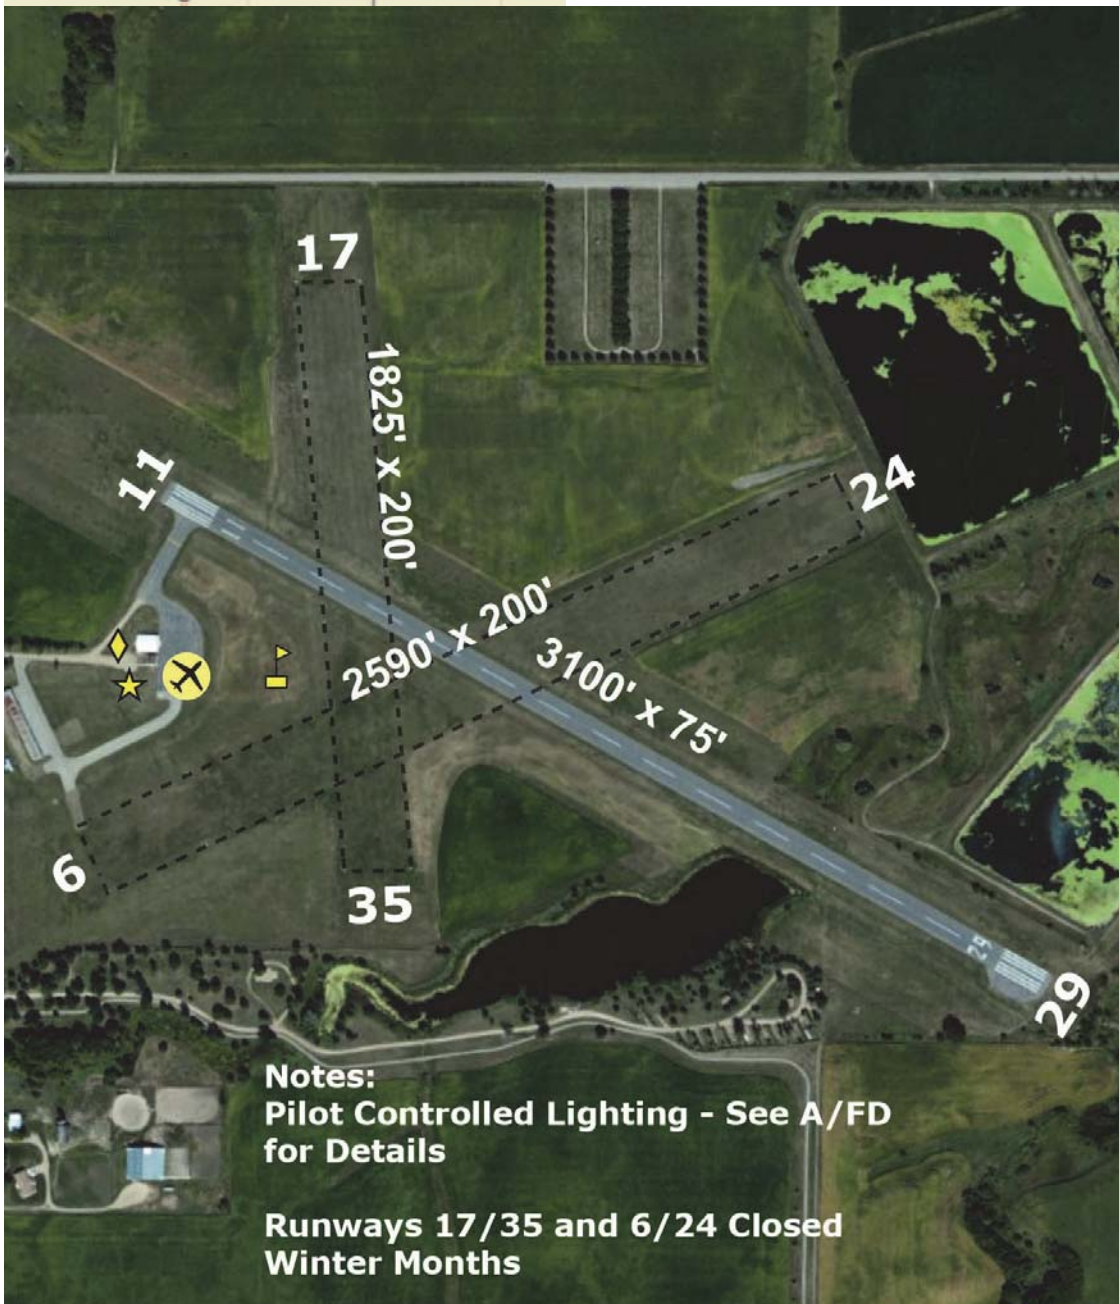 17
1825' x 200'
11
24
2590' x 200'
3100' x 75'
6
35
29
29
Notes:
Pilot Controlled Lighting - See A/FD
for Details
Runways 17/35 and 6/24 Closed
Winter Months